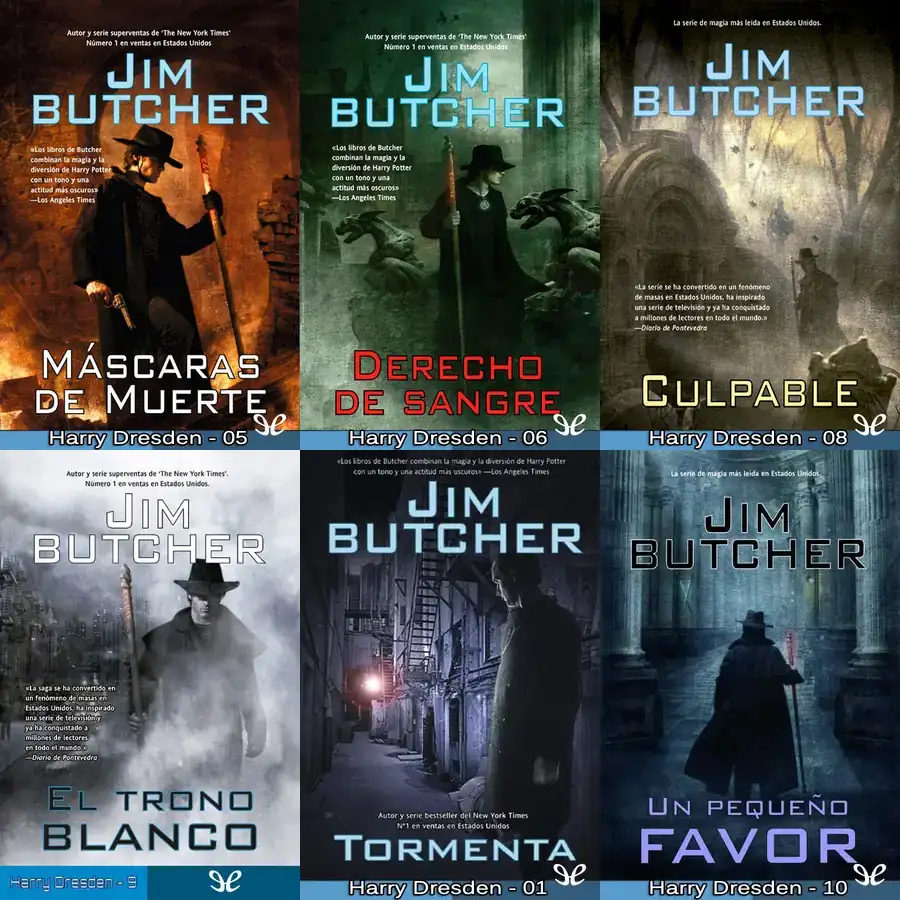 Autor y serie superventas de ‘The New York Times’
Número 1 en ventas en Estados Unidos
JIM
BUTCHER
«Los libros de Butcher
combinan la magia y la
diversión de Harry Potter
con un tono y una
actitud más oscuros»
—Los Angeles Times
MÁSCARAS
DE MUERTE
Harry Dresden - 05
Autor y serie superventas de ‘The New York Times’
Número 1 en ventas en Estados Unidos
JIM
BUTCHER
«Los libros de Butcher
combinan la magia y la
diversión de Harry Potter
con un tono y una
actitud más oscuros»
—Los Angeles Times
DERECHO
DE SANGRE
Harry Dresden - 06
La serie de magia más leída en Estados Unidos.
JIM
BUTCHER
«La serie se ha convertido en un fenómeno
de masas en Estados Unidos, ha inspirado
una serie de televisión y ya ha conquistado
a millones de lectores en todo el mundo.»
—Diario de Pontevedra
CULPABLE
Harry Dresden - 08
Autor y serie superventas de ‘The New York Times’.
Número 1 en ventas en Estados Unidos.
JIM
BUTCHER
«La saga se ha convertido en
un fenómeno de masas en
Estados Unidos, ha inspirado
una serie de televisión y
ya ha conquistado a
millones de lectores
en todo el mundo.»
—Diario de Pontevedra
EL TRONO
BLANCO
Harry Dresden - 9
«Los libros de Butcher combinan la magia y la diversión de Harry Potter
con un tono y una actitud más oscuros» —Los Angeles Times
JIM
BUTCHER
Autor y serie bestseller del New York Times
Nº1 en ventas en Estados Unidos
TORMENTA
Harry Dresden - 01
La serie de magia más leída en Estados Unidos.
JIM
BUTCHER
UN PEQUEÑO
FAVOR
Harry Dresden - 10